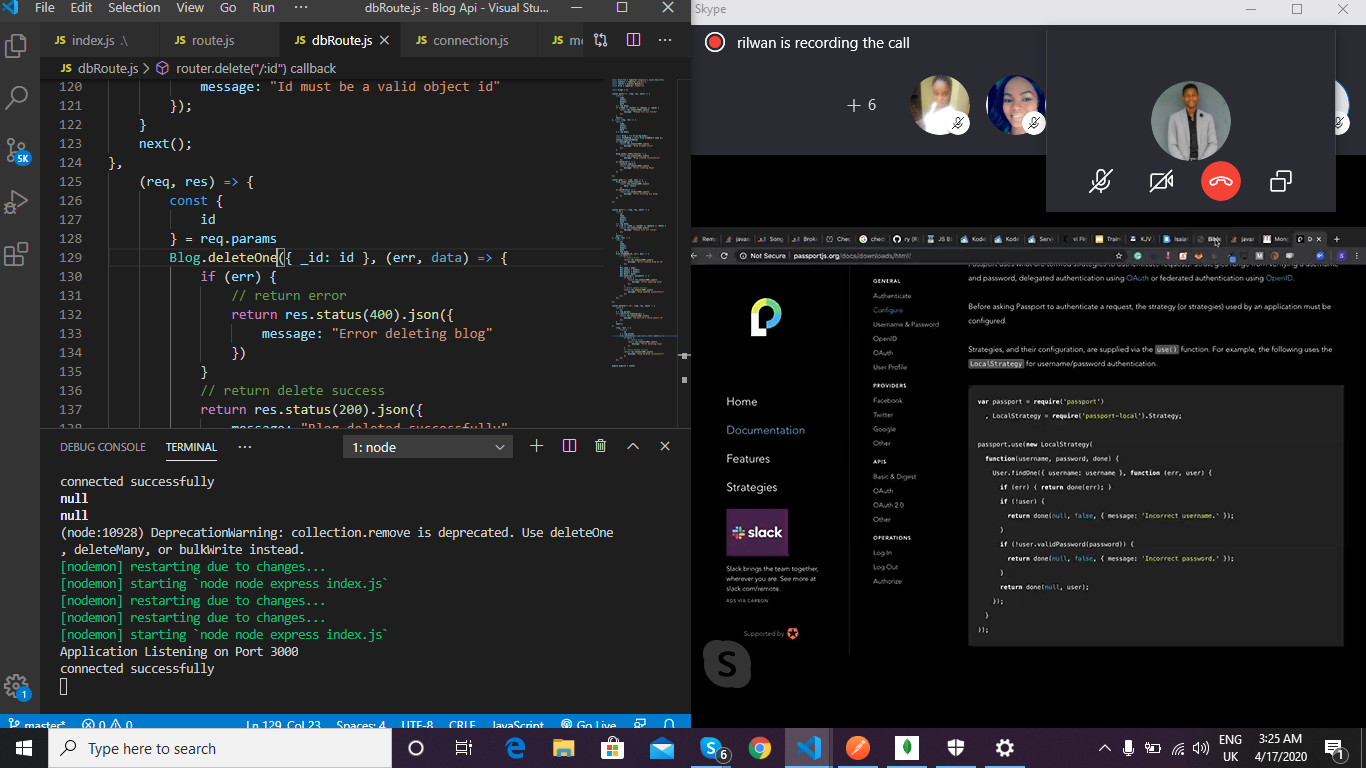 File Edit Selection View Go Run ··· dbRoute.js - Blog Api - Visual Stu...
JS index.js .\ JS route.js JS dbRoute.js JS connection.js JS
JS dbRoute.js > router.delete("/:id") callback
120 message: "Id must be a valid object id"
121 });
122 }
123 next();
124 },
125 (req, res) => {
126 const {
127 id
128 } = req.params
129 Blog.deleteOne({ _id: id }, (err, data) => {
130 if (err) {
131 // return error
132 return res.status(400).json({
133 message: "Error deleting blog"
134 })
135 }
136 // return delete success
137 return res.status(200).json({
138 message: "Blog deleted successfully"
5K
DEBUG CONSOLE TERMINAL ··· 1: node
connected successfully
null
null
(node:10928) DeprecationWarning: collection.remove is deprecated. Use deleteOne
, deleteMany, or bulkWrite instead.
[nodemon] restarting due to changes...
[nodemon] starting `node node express index.js`
[nodemon] restarting due to changes...
[nodemon] restarting due to changes...
[nodemon] starting `node node express index.js`
Application Listening on Port 3000
connected successfully
1
master* 0 0 Ln 129, Col 23 Spaces: 4 UTF-8 CRLF JavaScript Go Live
Skype
rilwan is recording the call
+ 6
Not Secure passportjs.org/docs/downloads/html/
and password, delegated authentication using OAuth or federated authentication using
OpenID.
Before asking Passport to authenticate a request, the strategy (or strategies) used by an application must be
configured.
Strategies, and their configuration, are supplied via the use() function. For example, the following uses the
LocalStrategy for username/password authentication.
var passport = require('passport')
, LocalStrategy = require('passport-local').Strategy;
passport.use(new LocalStrategy(
function(username, password, done) {
User.findOne({ username: username }, function (err, user) {
if (err) { return done(err); }
if (!user) {
return done(null, false, { message: 'Incorrect username.' });
}
if (!user.validPassword(password)) {
return done(null, false, { message: 'Incorrect password.' });
}
return done(null, user);
});
}
));
GENERAL
Authenticate
Configure
Username & Password
OpenID
OAuth
User Profile
PROVIDERS
Facebook
Twitter
Google
Other
APIS
Basic & Digest
OAuth
OAuth 2.0
Other
OPERATIONS
Log In
Log Out
Authorize
Home
Documentation
Features
Strategies
slack
Slack brings the team together,
wherever you are. See more at
slack.com/remote.
ADS VIA CARBON
Supported by
S
Type here to search
6
ENG
UK
3:25 AM
4/17/2020
1